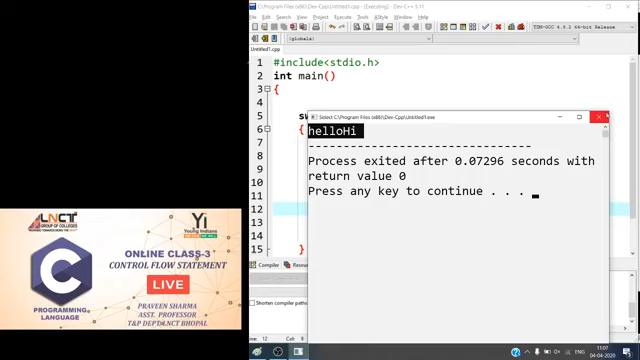 C:\Program Files (x86)\Dev-Cpp\Untitled1.cpp - [Executing] - Dev-C++ 5.11
File Edit Search View Project Execute Tools AStyle Window Help
TDM-GCC 4.9.2 64-bit Release
(globals)
Untitled1.cpp
1 #include<stdio.h>
2 int main()
3 {
4
5 sw
6 {
7
8
9
10
11
12
13
14
15 }
Select C:\Program Files (x86)\Dev-Cpp\Untitled1.exe
helloHi
--------------------------------
Process exited after 0.07296 seconds with
return value 0
Press any key to continue . . .
Compiler
Resour
Shorten compiler paths
Line: 12 Col: 8
ENG
11:07
04-04-2020
LNCT
GROUP OF COLLEGES
Yi
Young Indians
ONLINE CLASS-3
CONTROL FLOW STATEMENT
LIVE
C
PROGRAMMING
LANGUAGE
PRAVEEN SHARMA
ASST. PROFESSOR
T&P DEPT.LNCT BHOPAL